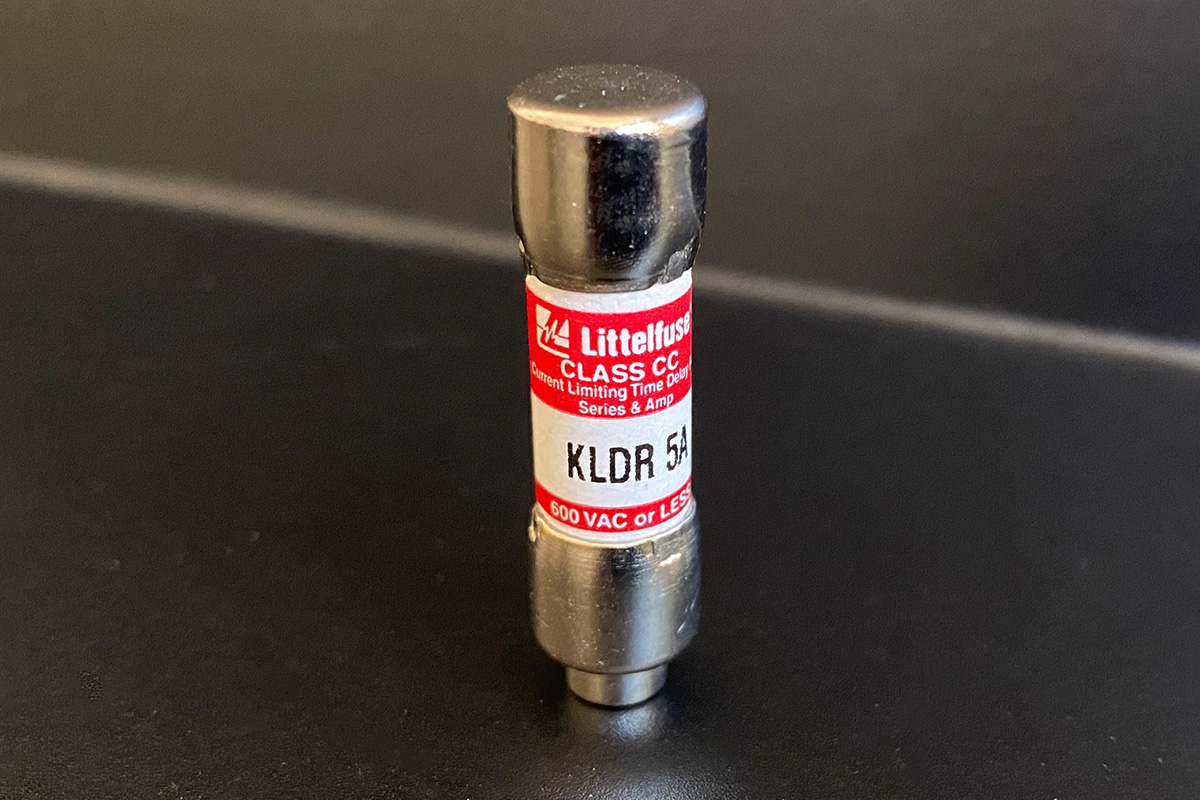 Littelfuse
CLASS CC
Current Limiting Time Delay
Series & Amp
KLDR 5A
600 VAC or LESS